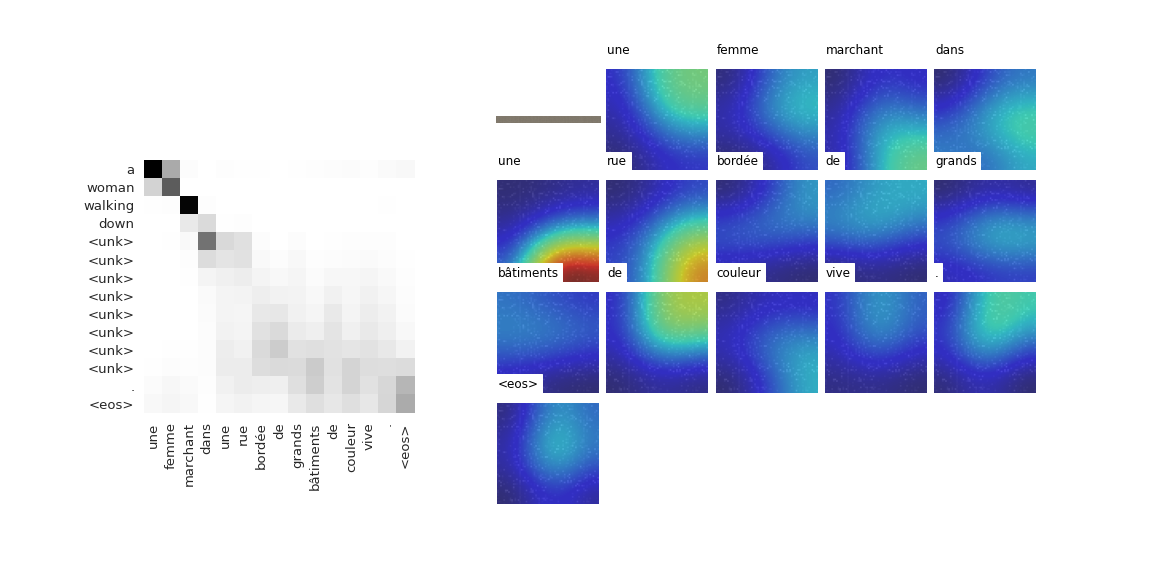 a
woman
walking
down
<unk>
<unk>
<unk>
<unk>
<unk>
<unk>
<unk>
<unk>
.
<eos>
une femme marchant dans une rue bordée de grands bâtiments de couleur vive . <eos>
une femme marchant dans
une rue bordée de grands
bâtiments de couleur vive .
<eos>